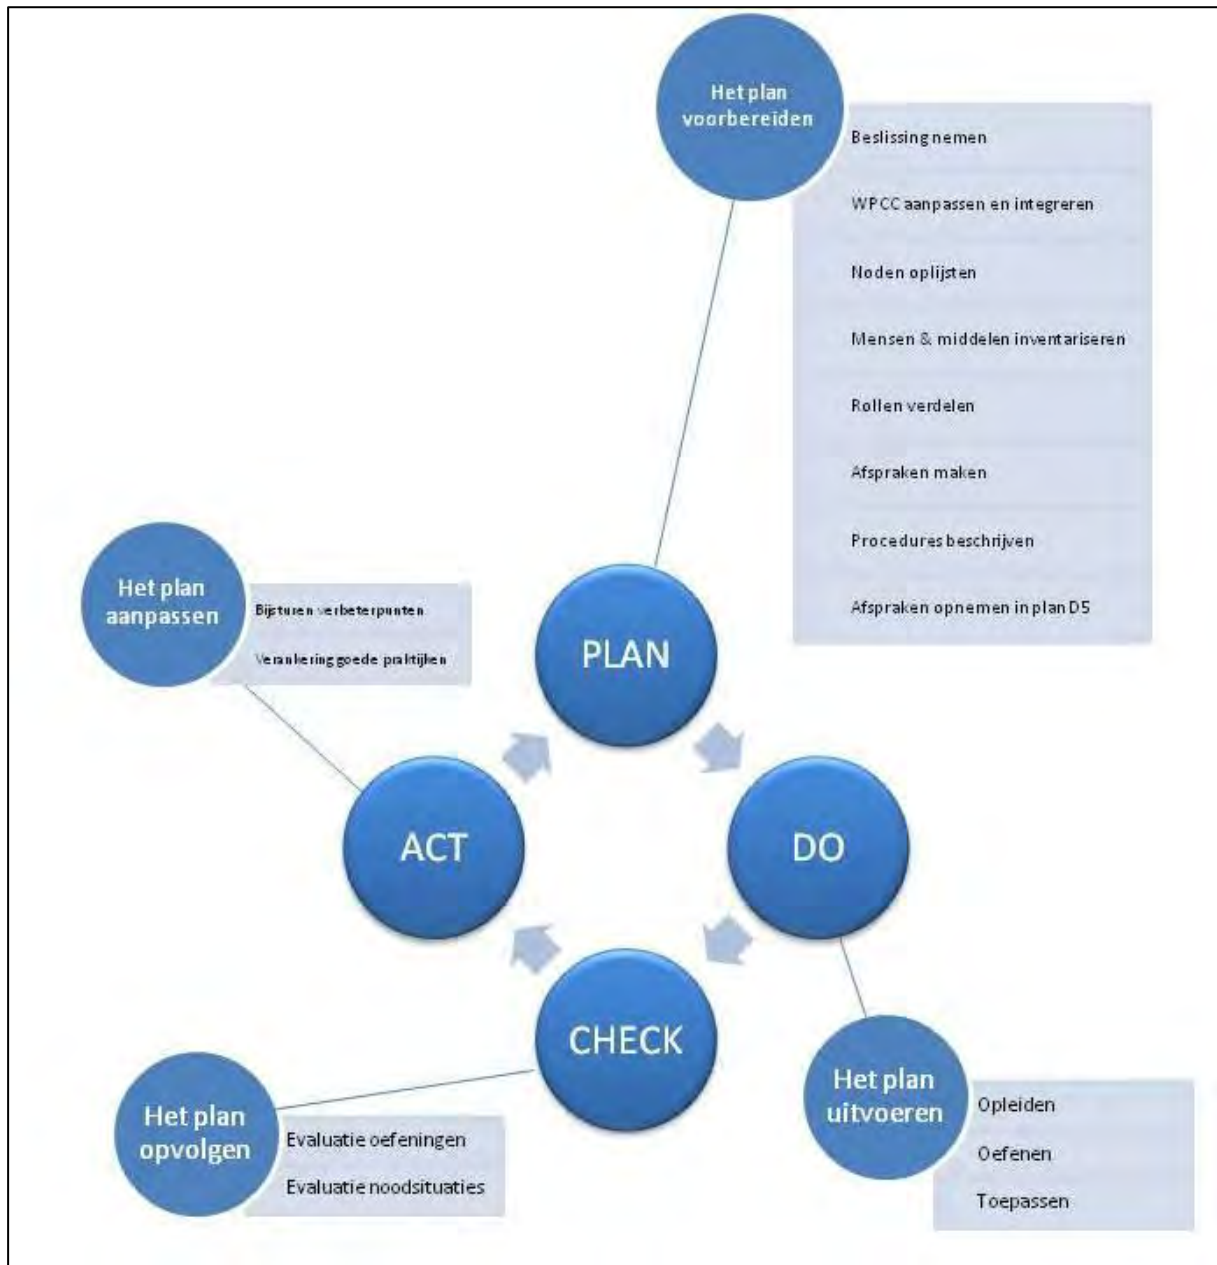 Het plan
voorbereiden
Beslissing nemen
WPCC aanpassen en integreren
Noden oplijsten
Mensen & middelen inventariseren
Rollen verdelen
Afspraken maken
Procedures beschrijven
Afspraken opnemen in plan D5
Het plan
aanpassen
Bijsturen verbeterpunten
Verankering goede praktijken
PLAN
ACT
DO
CHECK
Het plan
opvolgen
Evaluatie oefeningen
Evaluatie noodsituaties
Het plan
uitvoeren
Opleiden
Oefenen
Toepassen